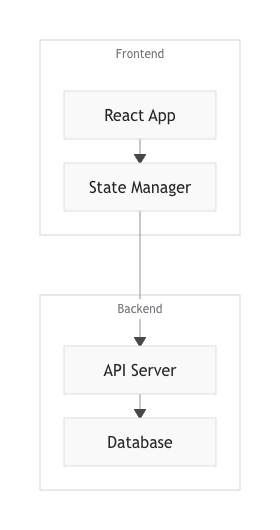 Frontend
React App
State Manager
Backend
API Server
Database